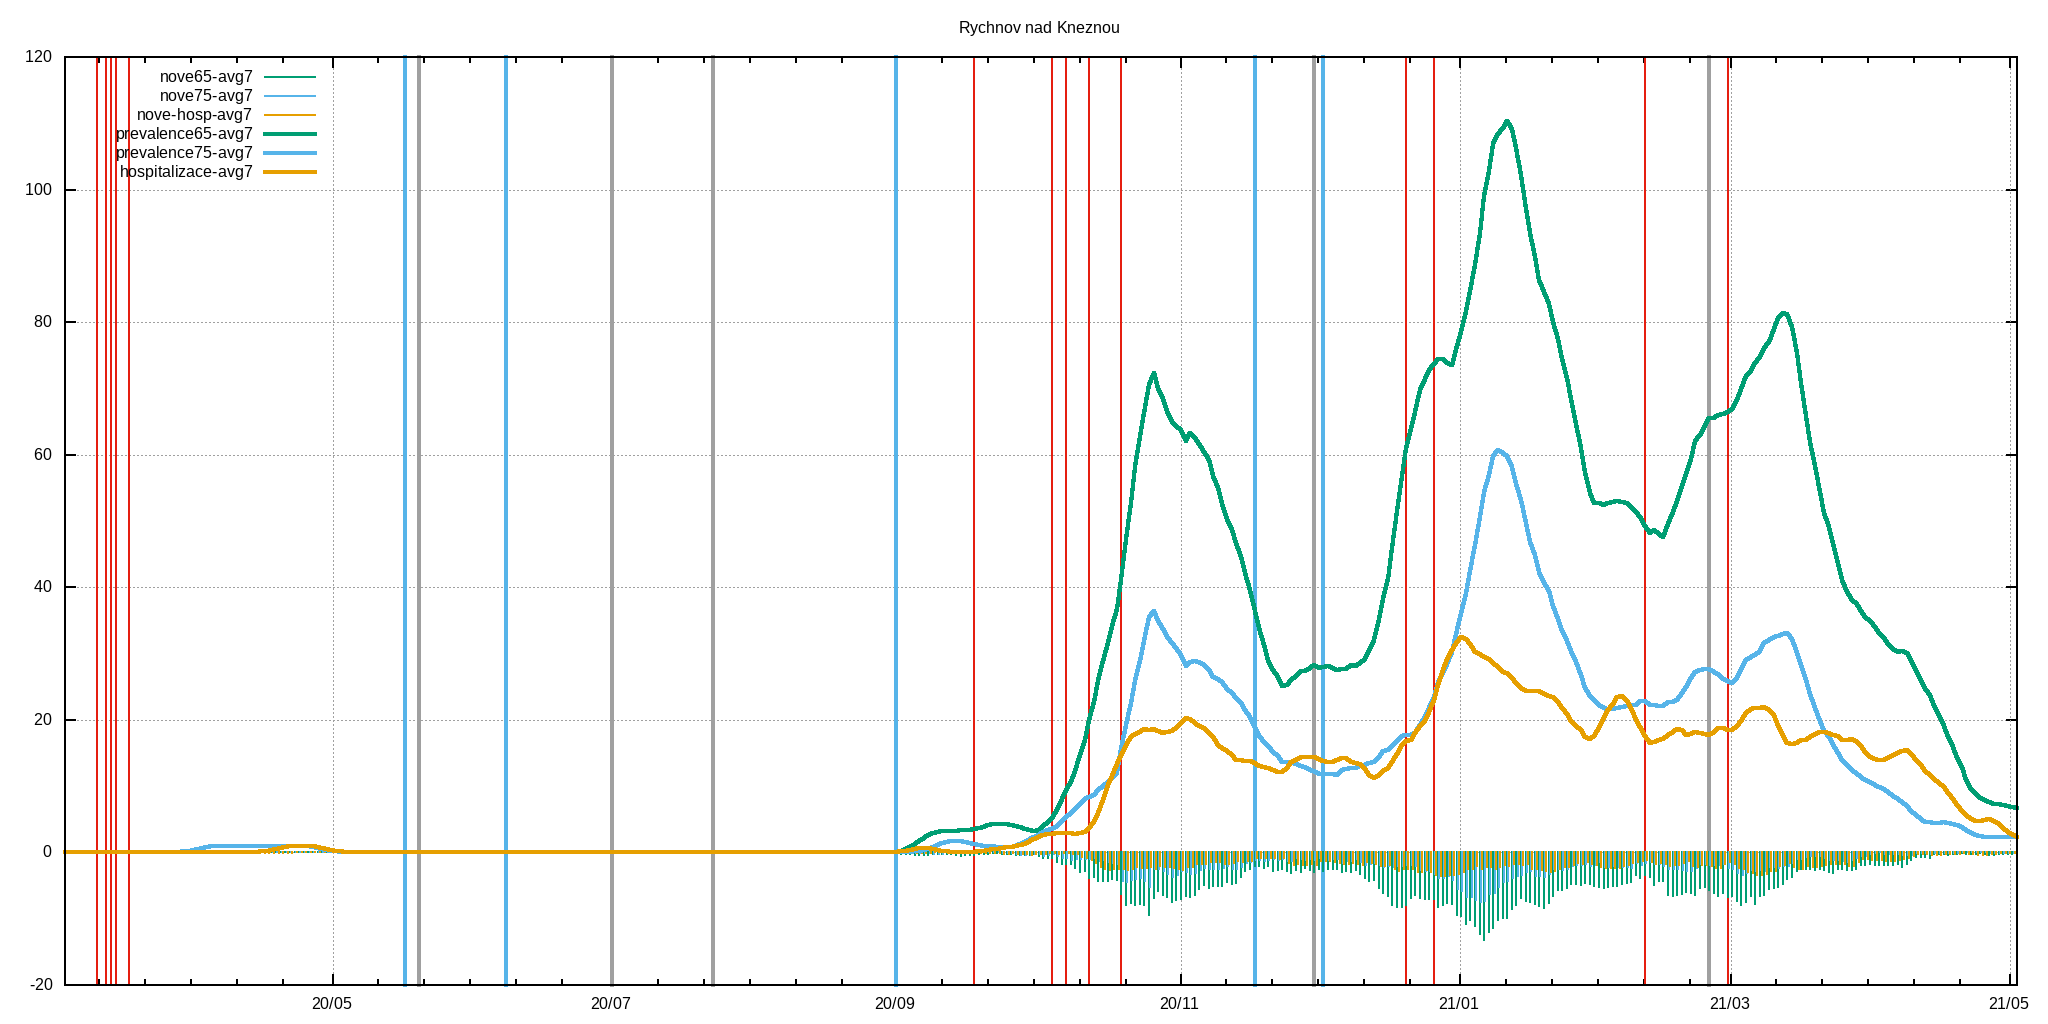 Rychnov nad Kneznou
120
100
80
60
40
20
0
-20
nove65-avg7
nove75-avg7
nove-hosp-avg7
prevalence65-avg7
prevalence75-avg7
hospitalizace-avg7
20/05 20/07 20/09 20/11 21/01 21/03 21/05